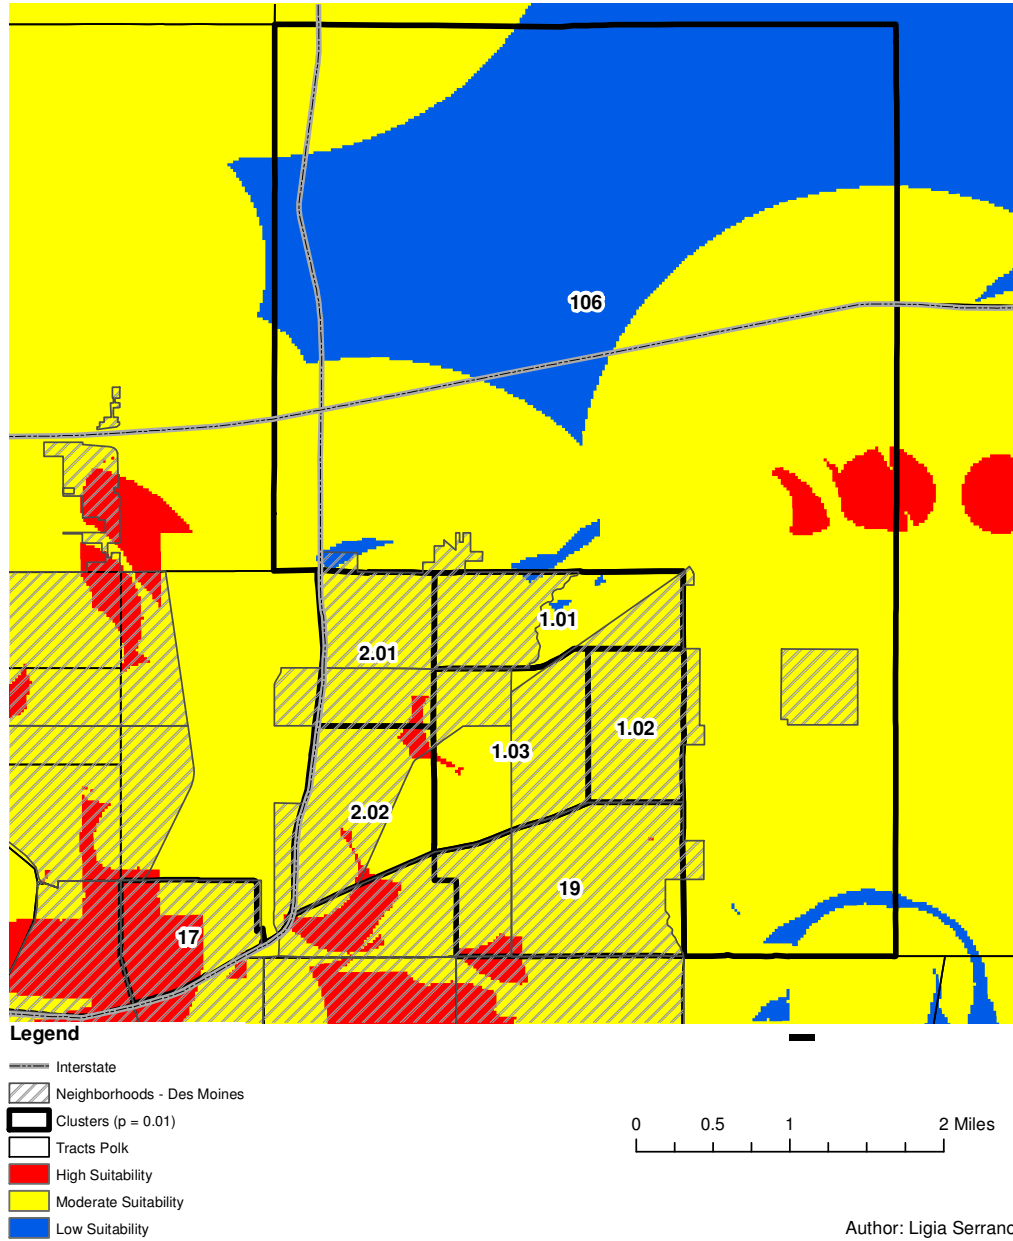 106
1.01
2.01
1.02
1.03
2.02
19
17
Legend
Interstate
Neighborhoods - Des Moines
Clusters (p = 0.01)
Tracts Polk
High Suitability
Moderate Suitability
Low Suitability
0 0.5 1 2 Miles
Author: Ligia Serrano